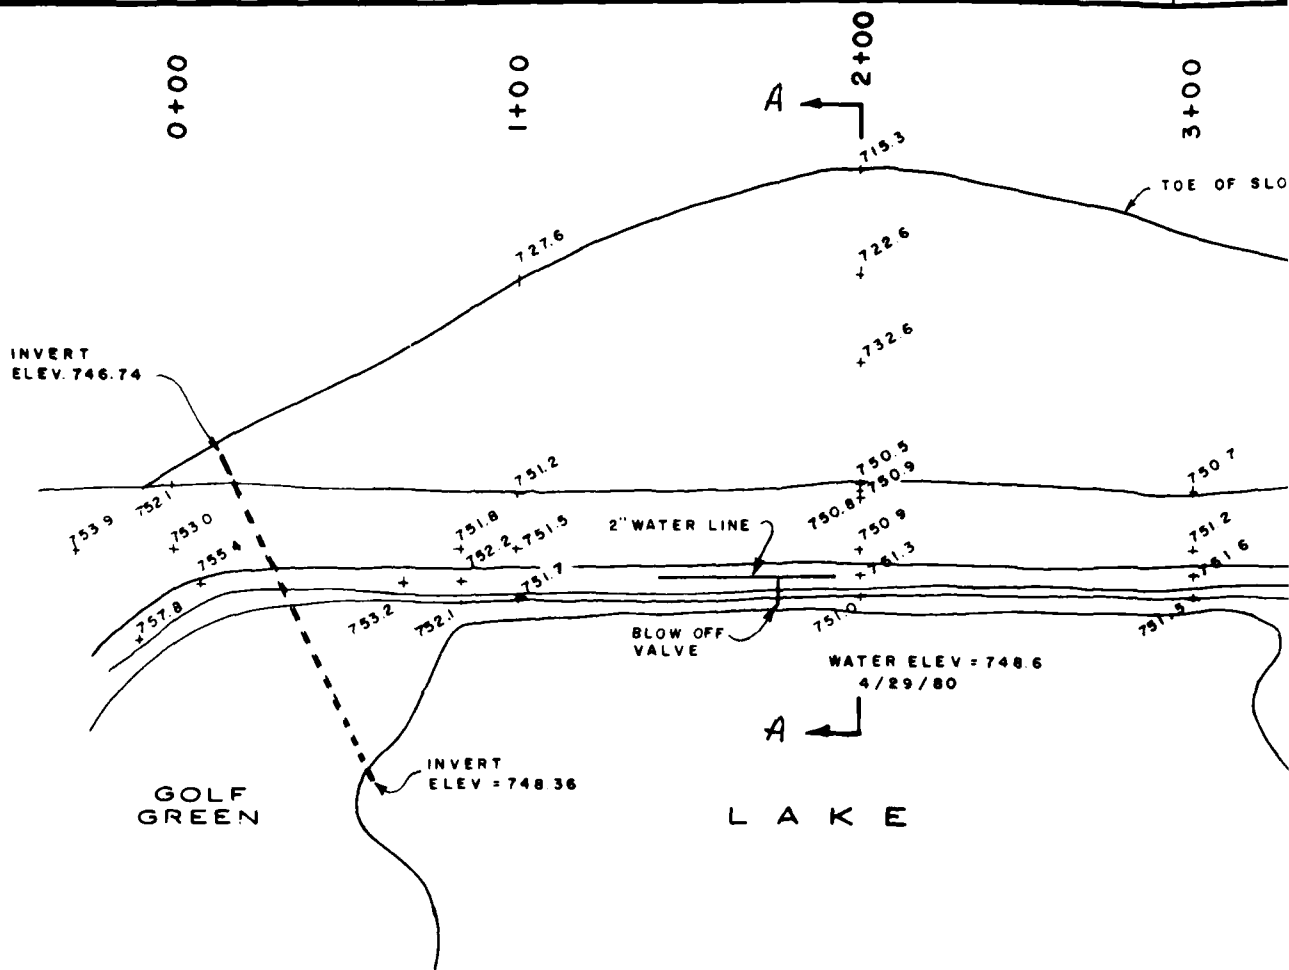 0+00
1+00
2+00
3+00
A
715.3
TOE OF SLO
727.6
722.6
732.6
INVERT
ELEV. 746.74
751.2
750.5
750.9
750.7
752.1
753.9
753.0
755.4
757.8
751.8
752.2
751.5
750.8
750.9
2" WATER LINE
751.2
761.3
761.6
751.7
753.2
752.1
751.0
BLOW OFF
VALVE
WATER ELEV = 748.6
4/29/80
A
INVERT
ELEV = 748.36
GOLF
GREEN
LAKE